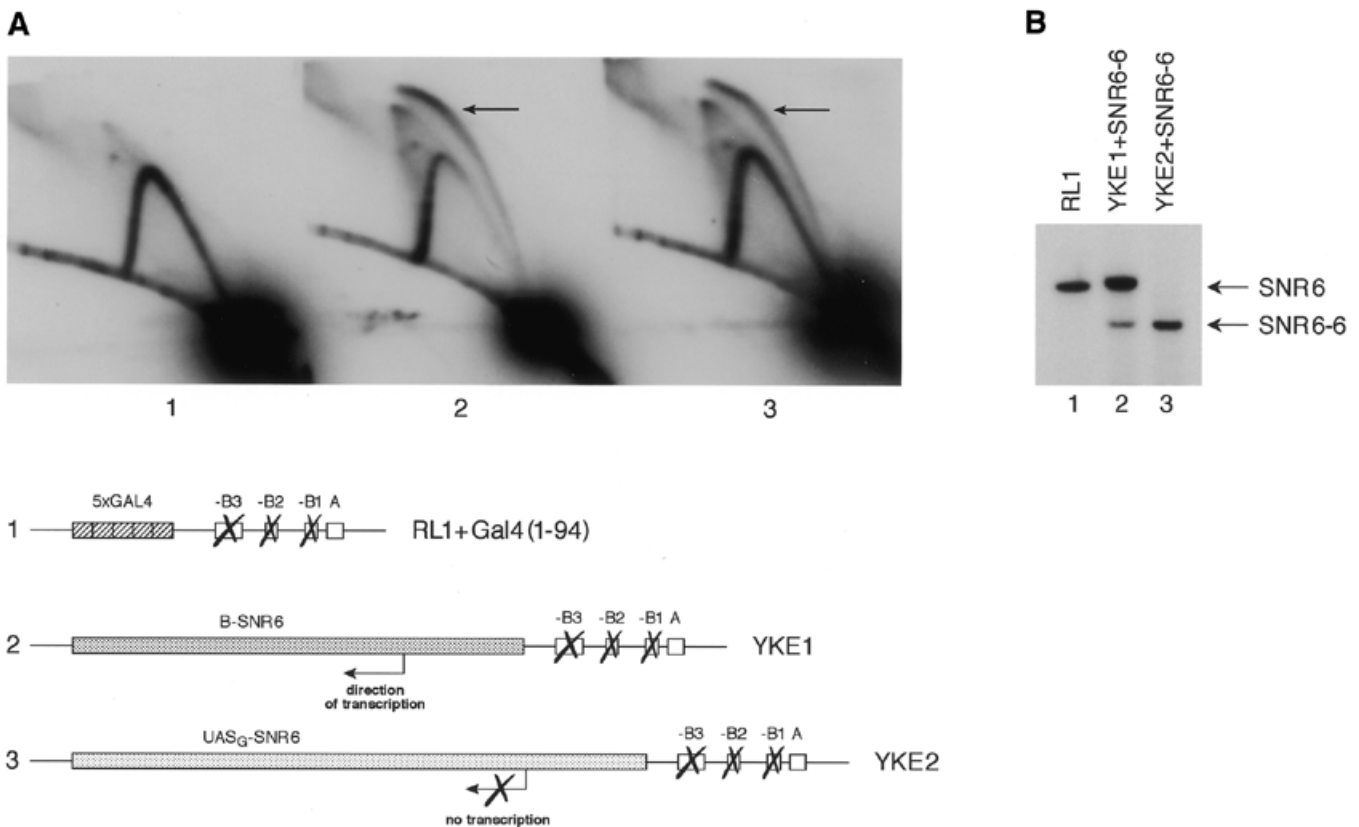 A
B
RL1
YKE1+SNR6-6
YKE2+SNR6-6
SNR6
SNR6-6
1 2 3
1 2 3
5xGAL4 -B3 -B2 -B1 A
1 RL1+Gal4 (1-94)
B-SNR6 -B3 -B2 -B1 A
2 YKE1
direction
of transcription
UASG-SNR6 -B3 -B2 -B1 A
3 YKE2
no transcription